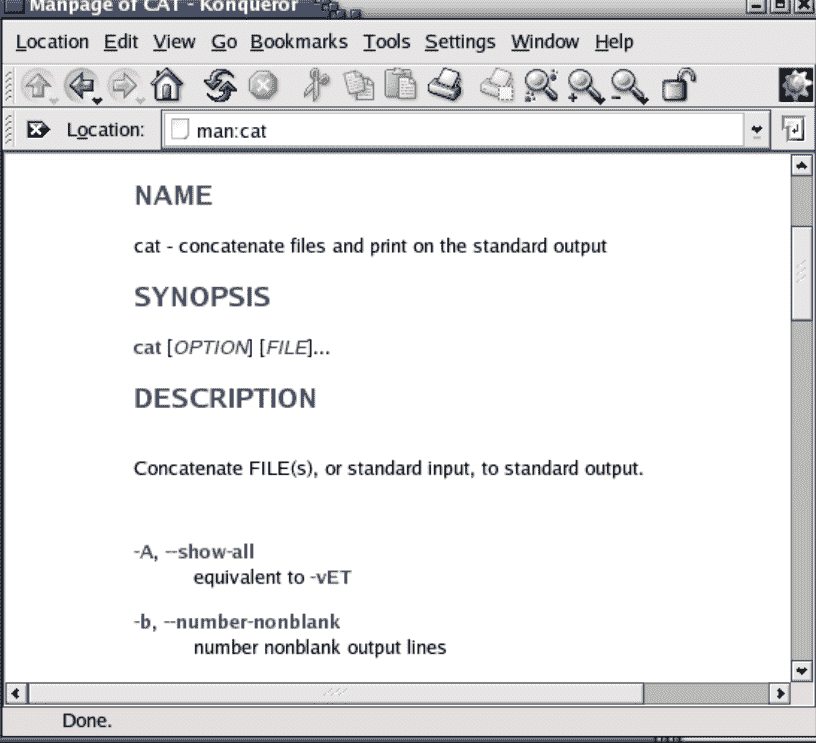 Manpage of CAT - Konqueror
Location Edit View Go Bookmarks Tools Settings Window Help
Location: man:cat
NAME
cat - concatenate files and print on the standard output
SYNOPSIS
cat [OPTION] [FILE]...
DESCRIPTION
Concatenate FILE(s), or standard input, to standard output.
-A, --show-all
equivalent to -vET
-b, --number-nonblank
number nonblank output lines
Done.